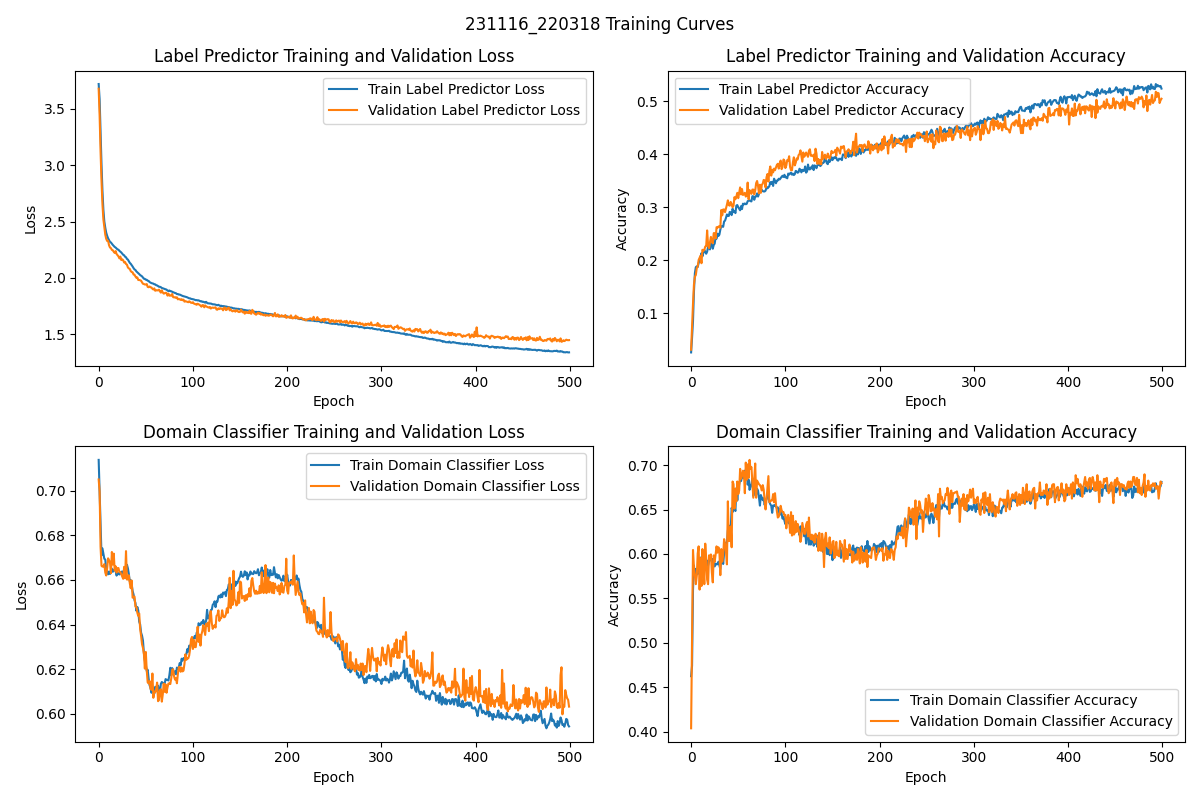 231116_220318 Training Curves
Label Predictor Training and Validation Loss
Train Label Predictor Loss
Validation Label Predictor Loss
3.5
3.0
2.5
2.0
1.5
Loss
0 100 200 300 400 500
Epoch
Label Predictor Training and Validation Accuracy
Train Label Predictor Accuracy
Validation Label Predictor Accuracy
0.5
0.4
0.3
0.2
0.1
Accuracy
0 100 200 300 400 500
Epoch
Domain Classifier Training and Validation Loss
Train Domain Classifier Loss
Validation Domain Classifier Loss
0.70
0.68
0.66
0.64
0.62
0.60
Loss
0 100 200 300 400 500
Epoch
Domain Classifier Training and Validation Accuracy
0.70
0.65
0.60
0.55
0.50
0.45
0.40
Accuracy
Train Domain Classifier Accuracy
Validation Domain Classifier Accuracy
0 100 200 300 400 500
Epoch